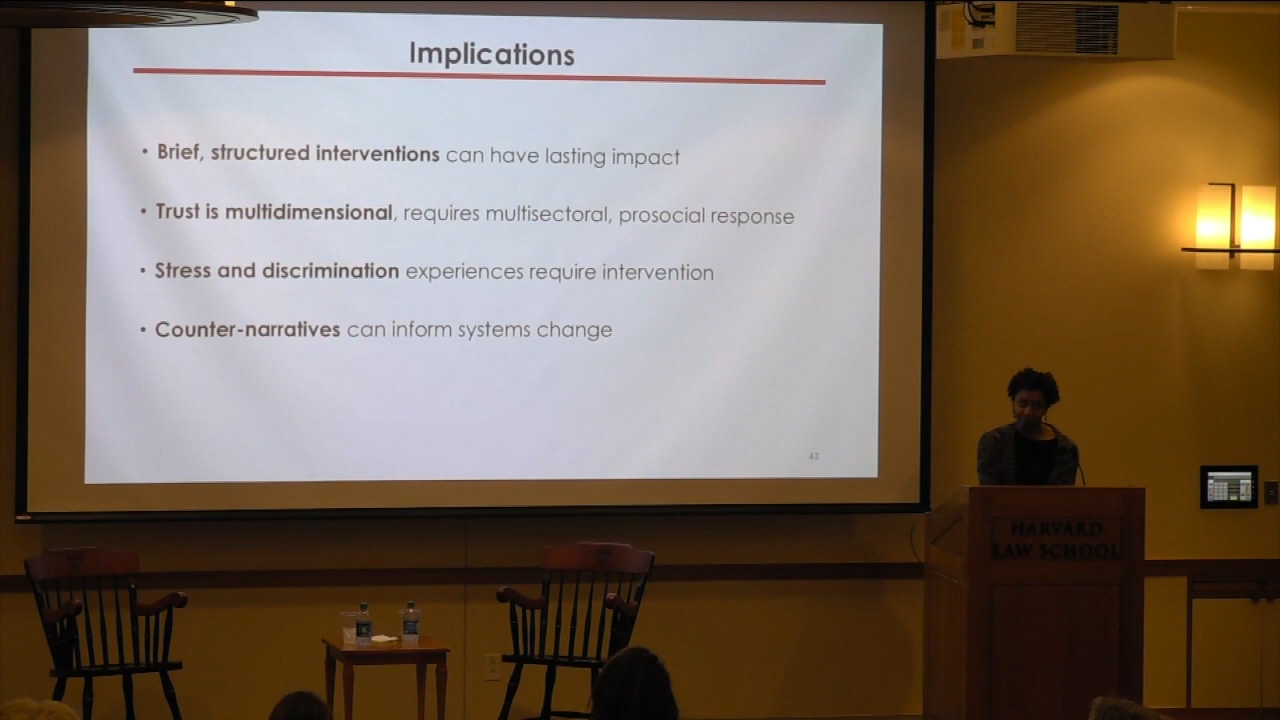 Implications
• Brief, structured interventions can have lasting impact
• Trust is multidimensional, requires multisectoral, prosocial response
• Stress and discrimination experiences require intervention
• Counter-narratives can inform systems change
43
HARVARD
LAW SCHOOL